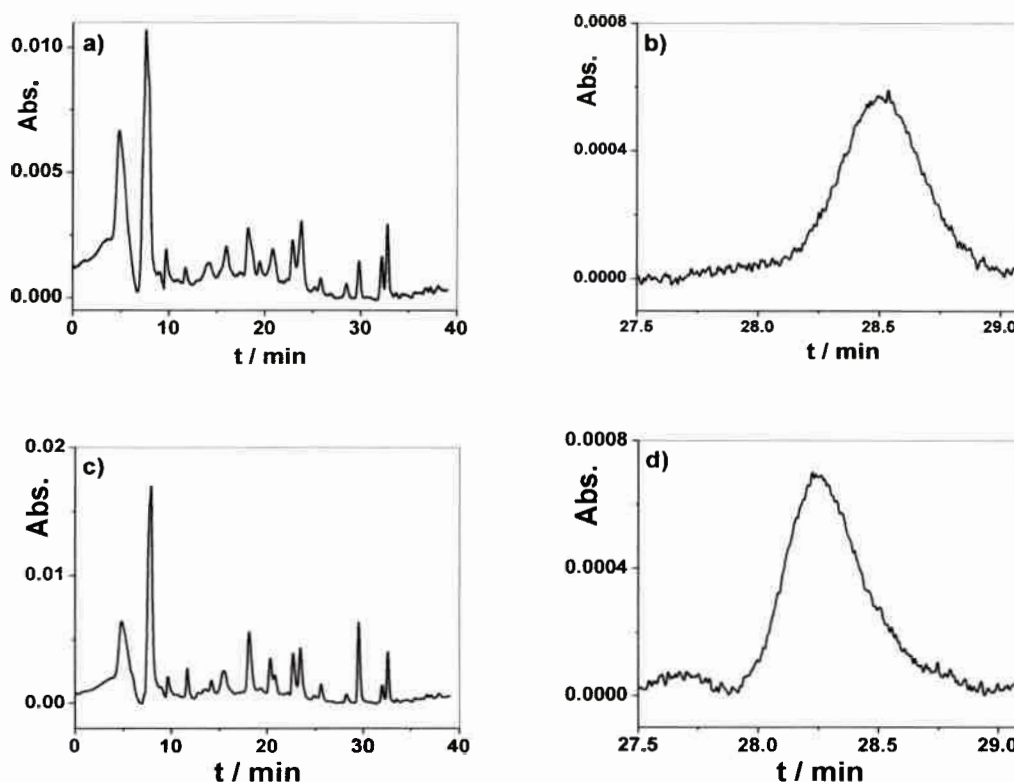 a)
Abs.
0.010
0.005
0.000
0 10 20 30 40
t / min
b)
Abs.
0.0008
0.0004
0.0000
27.5 28.0 28.5 29.0
t / min
c)
Abs.
0.02
0.01
0.00
0 10 20 30 40
t / min
d)
Abs.
0.0008
0.0004
0.0000
27.5 28.0 28.5 29.0
t / min